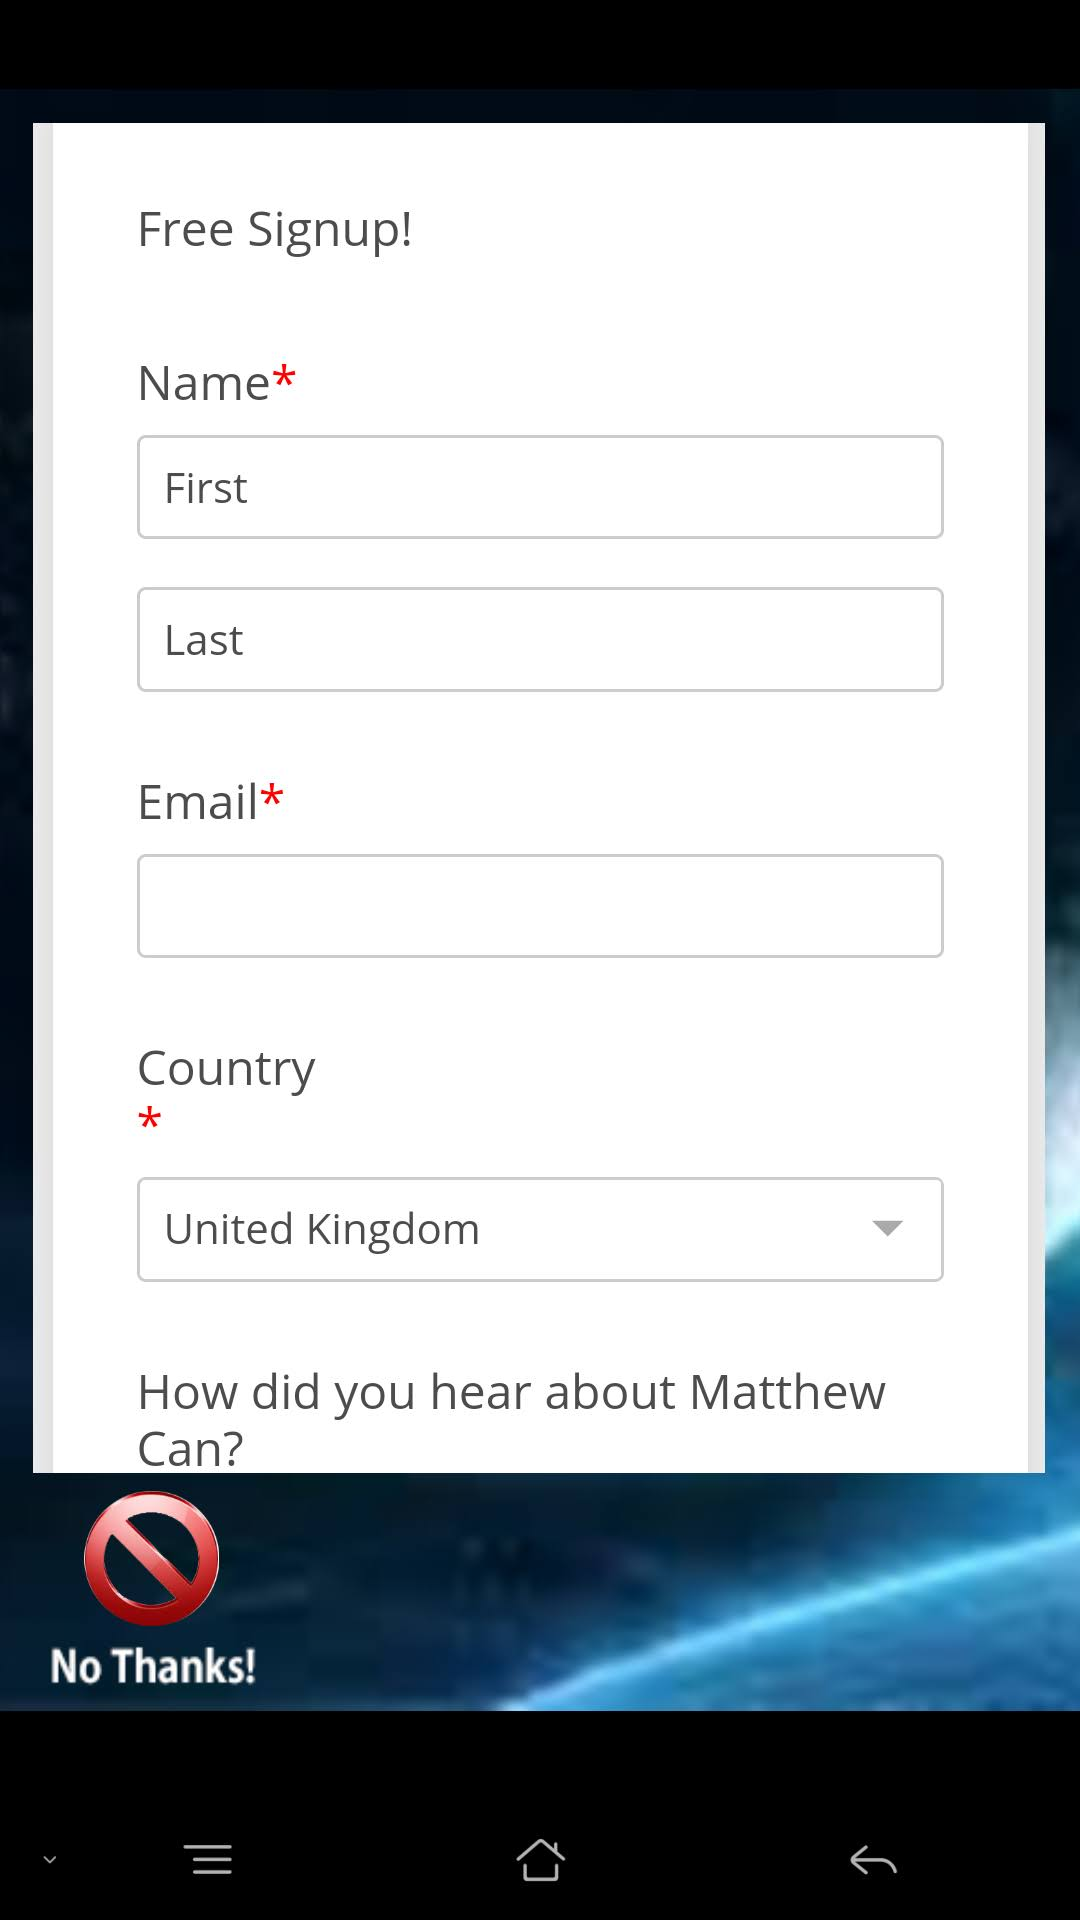 Free Signup!
Name*
First
Last
Email*
Country
*
United Kingdom
How did you hear about Matthew
Can?
No Thanks!